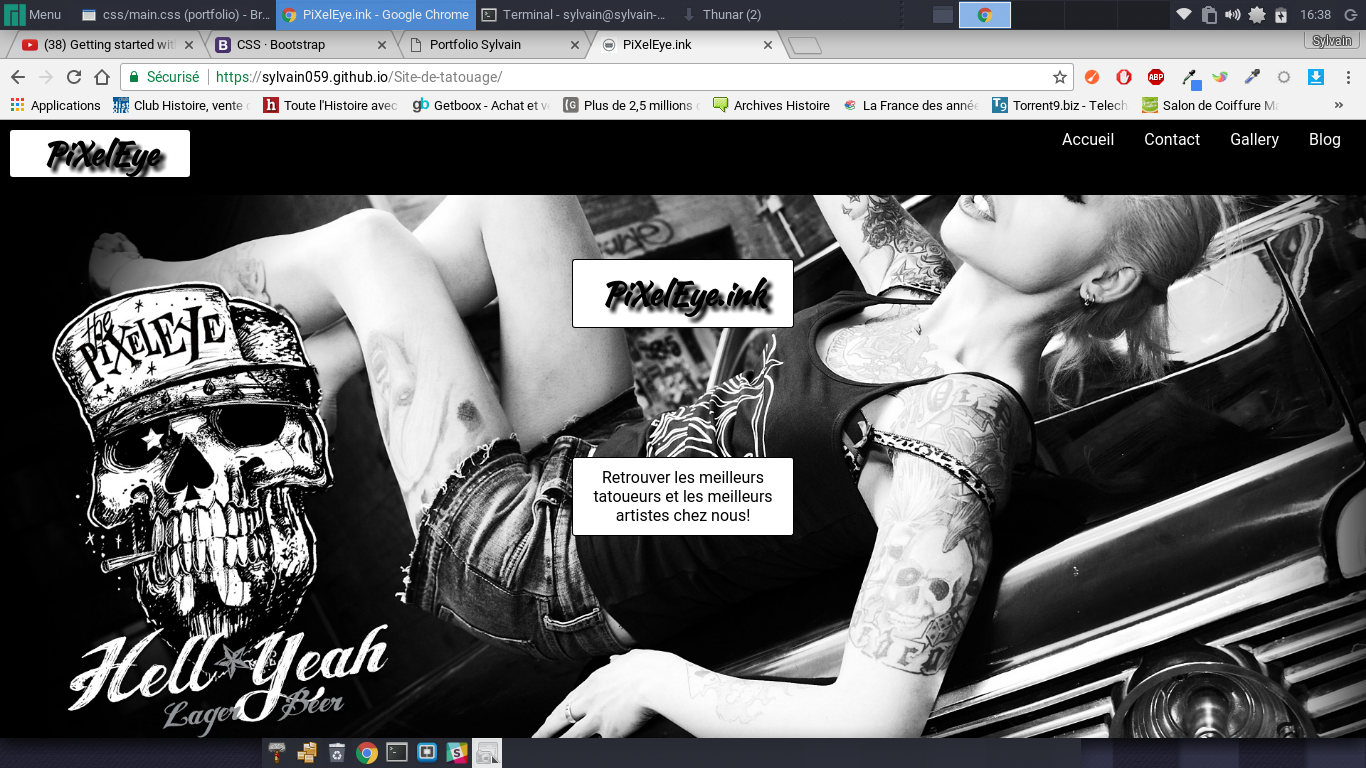 Menu
css/main.css (portfolio) - Br...
PiXelEye.ink - Google Chrome
Terminal - sylvain@sylvain-...
Thunar (2)
16:38
(38) Getting started wit
CSS · Bootstrap
Portfolio Sylvain
PiXelEye.ink
Sylvain
Sécurisé
https://sylvain059.github.io/Site-de-tatouage/
Applications
Club Histoire, vente d
Toute l'Histoire avec
Getboox - Achat et v
Plus de 2,5 millions
Archives Histoire
La France des année
Torrent9.biz - Telech
Salon de Coiffure Ma
»
PiXelEye
Accueil
Contact
Gallery
Blog
PiXelEye.ink
the
PiXELEYE
Retrouver les meilleurs
tatoueurs et les meilleurs
artistes chez nous!
Hell Yeah
Lager Beer